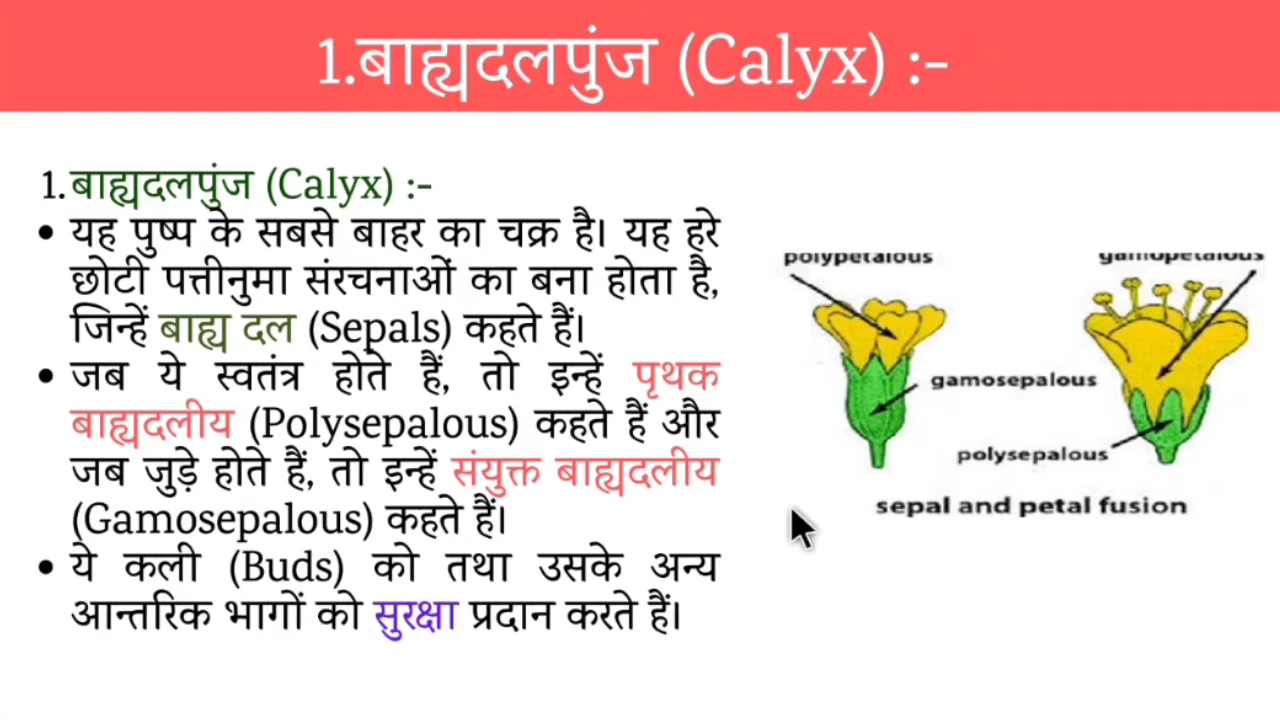 1.बाह्यदलपुंज (Calyx) :-
1.बाह्यदलपुंज (Calyx) :-
• यह पुष्प के सबसे बाहर का चक्र है। यह हरे
छोटी पत्तीनुमा संरचनाओं का बना होता है,
जिन्हें बाह्य दल (Sepals) कहते हैं।
• जब ये स्वतंत्र होते हैं, तो इन्हें पृथक
बाह्यदलीय (Polysepalous) कहते हैं और
जब जुड़े होते हैं, तो इन्हें संयुक्त बाह्यदलीय
(Gamosepalous) कहते हैं।
• ये कली (Buds) को तथा उसके अन्य
आन्तरिक भागों को सुरक्षा प्रदान करते हैं।
polypetalous
gamopetalous
gamosepalous
polysepalous
sepal and petal fusion